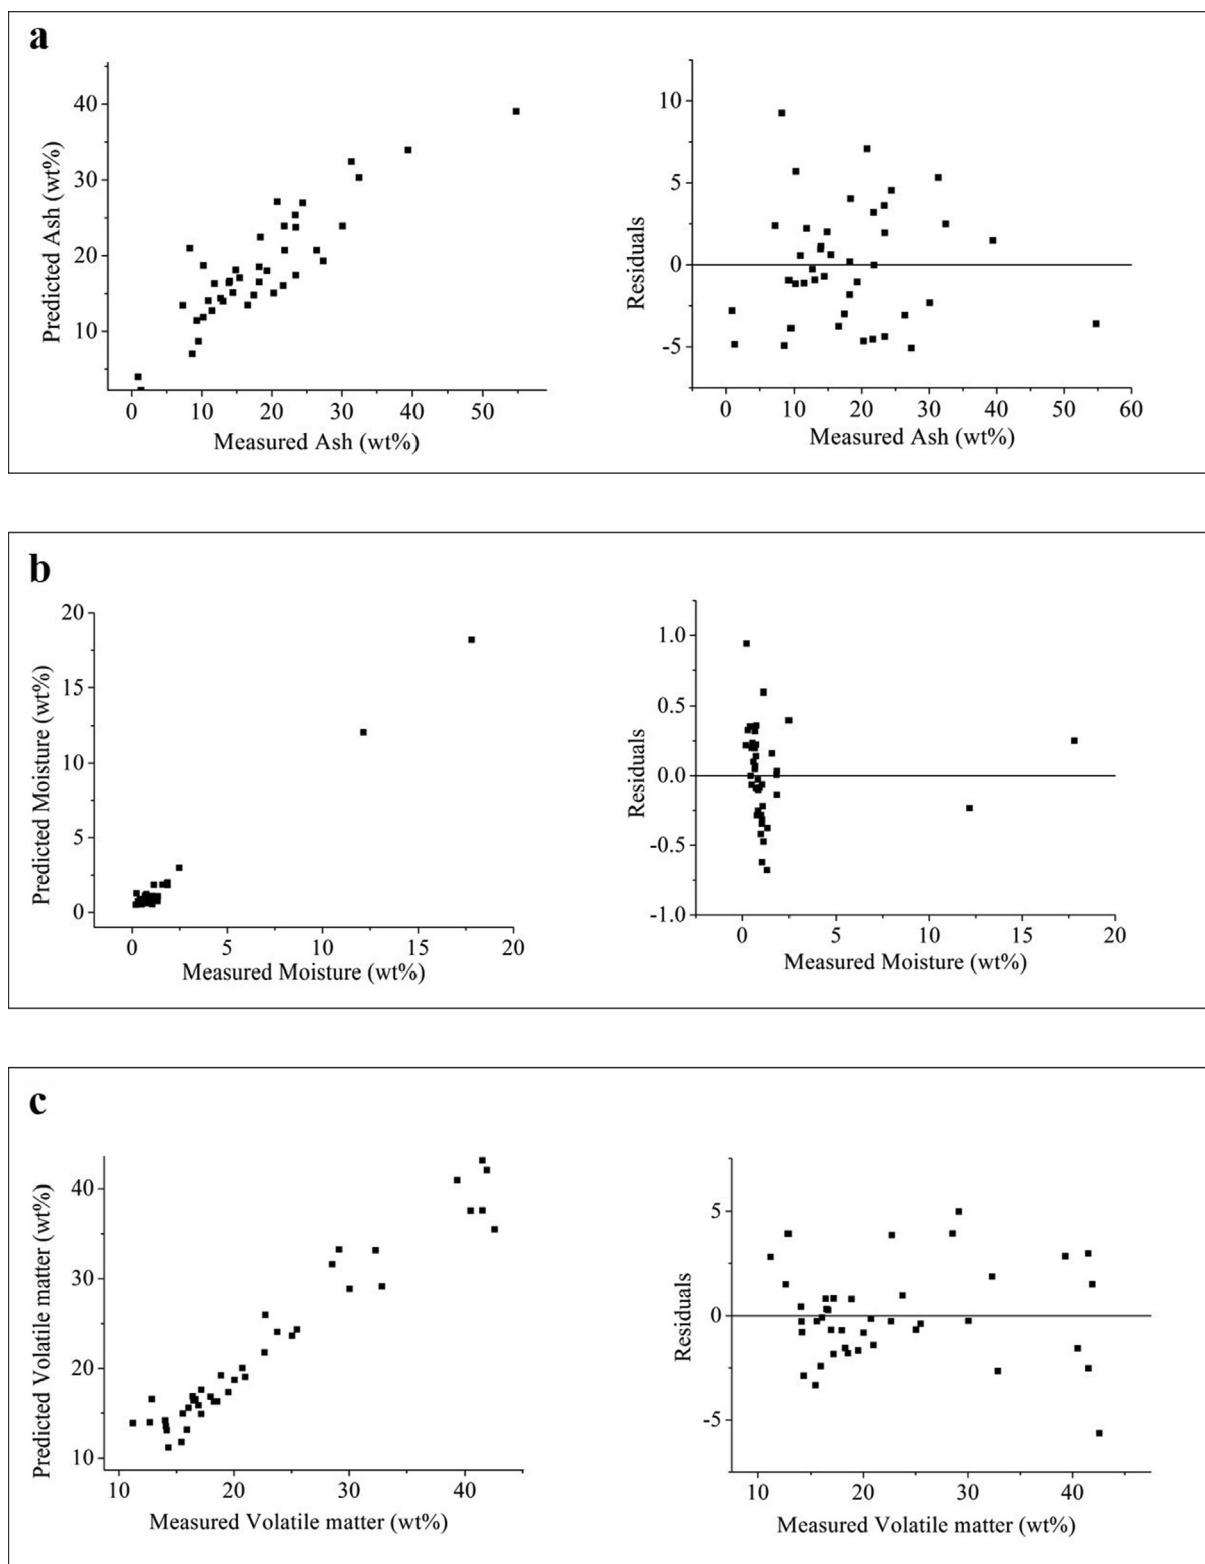 a
40
30
20
10
Predicted Ash (wt%)
0 10 20 30 40 50
Measured Ash (wt%)
10
5
0
-5
Residuals
0 10 20 30 40 50 60
Measured Ash (wt%)
b
20
15
10
5
0
Predicted Moisture (wt%)
0 5 10 15 20
Measured Moisture (wt%)
1.0
0.5
0.0
-0.5
-1.0
Residuals
0 5 10 15 20
Measured Moisture (wt%)
c
40
30
20
10
Predicted Volatile matter (wt%)
10 20 30 40
Measured Volatile matter (wt%)
5
0
-5
Residuals
10 20 30 40
Measured Volatile matter (wt%)